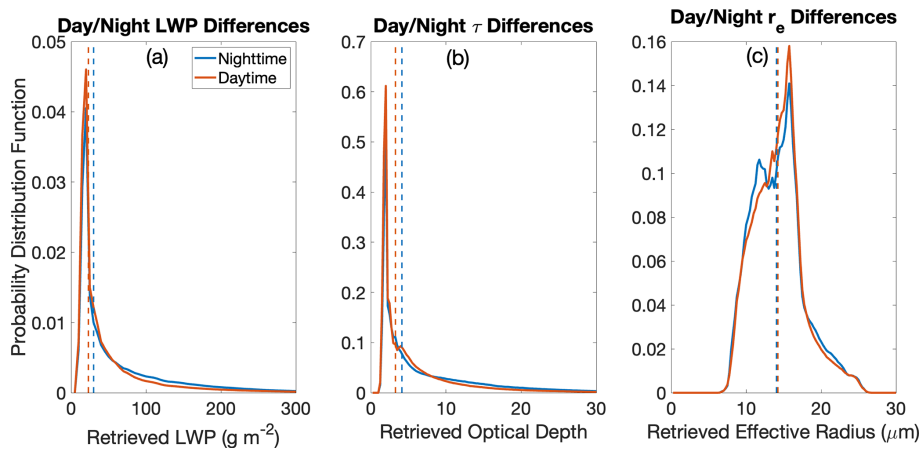 Day/Night LWP Differences
Day/Night τ Differences
Day/Night r_e Differences
(a)
(b)
(c)
Nighttime
Daytime
Probability Distribution Function
0.05
0.04
0.03
0.02
0.01
0
0 100 200 300
Retrieved LWP (g m⁻²)
0.7
0.6
0.5
0.4
0.3
0.2
0.1
0
0 10 20 30
Retrieved Optical Depth
0.16
0.14
0.12
0.1
0.08
0.06
0.04
0.02
0
0 10 20 30
Retrieved Effective Radius (μm)